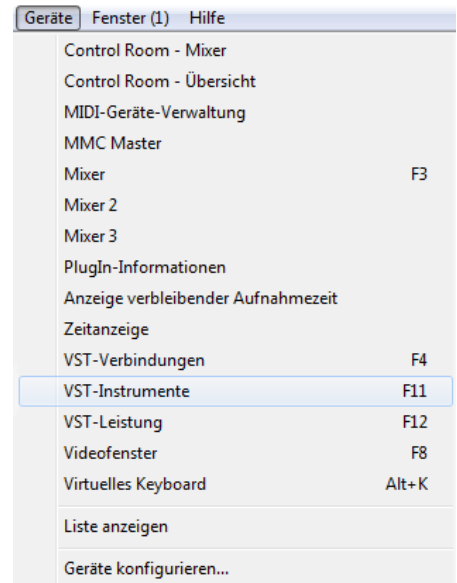 Geräte Fenster (1) Hilfe
Control Room - Mixer
Control Room - Übersicht
MIDI-Geräte-Verwaltung
MMC Master
Mixer F3
Mixer 2
Mixer 3
PlugIn-Informationen
Anzeige verbleibender Aufnahmezeit
Zeitanzeige
VST-Verbindungen F4
VST-Instrumente F11
VST-Leistung F12
Videofenster F8
Virtuelles Keyboard Alt+K
Liste anzeigen
Geräte konfigurieren...